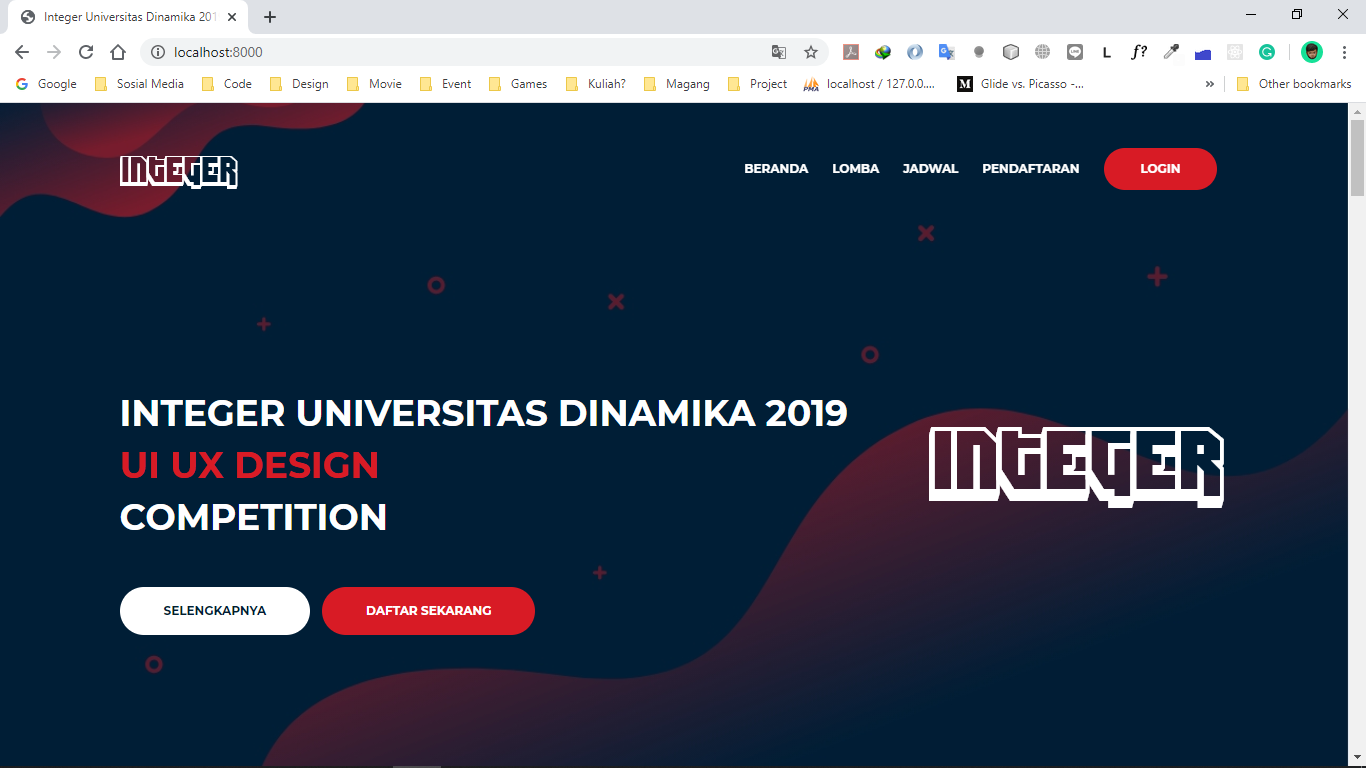 Integer Universitas Dinamika 201
localhost:8000
Google Sosial Media Code Design Movie Event Games Kuliah? Magang Project localhost / 127.0.0.... Glide vs. Picasso -... Other bookmarks
INTEGER BERANDA LOMBA JADWAL PENDAFTARAN LOGIN
INTEGER UNIVERSITAS DINAMIKA 2019
UI UX DESIGN
COMPETITION
INTEGER
SELENGKAPNYA DAFTAR SEKARANG